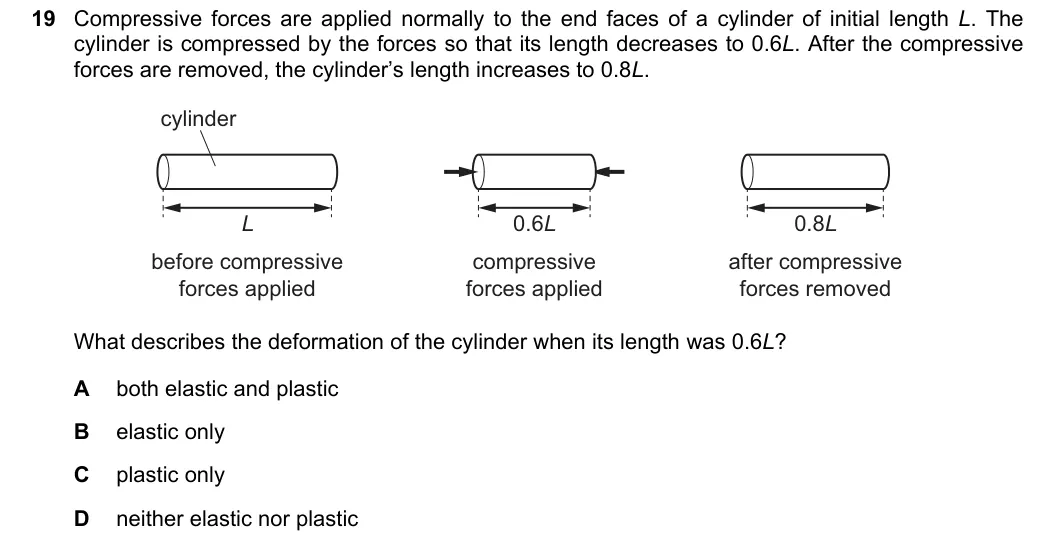 19 Compressive forces are applied normally to the end faces of a cylinder of initial length L. The
cylinder is compressed by the forces so that its length decreases to 0.6L. After the compressive
forces are removed, the cylinder's length increases to 0.8L.
cylinder
L
0.6L
0.8L
before compressive
forces applied
compressive
forces applied
after compressive
forces removed
What describes the deformation of the cylinder when its length was 0.6L?
A both elastic and plastic
B elastic only
C plastic only
D neither elastic nor plastic